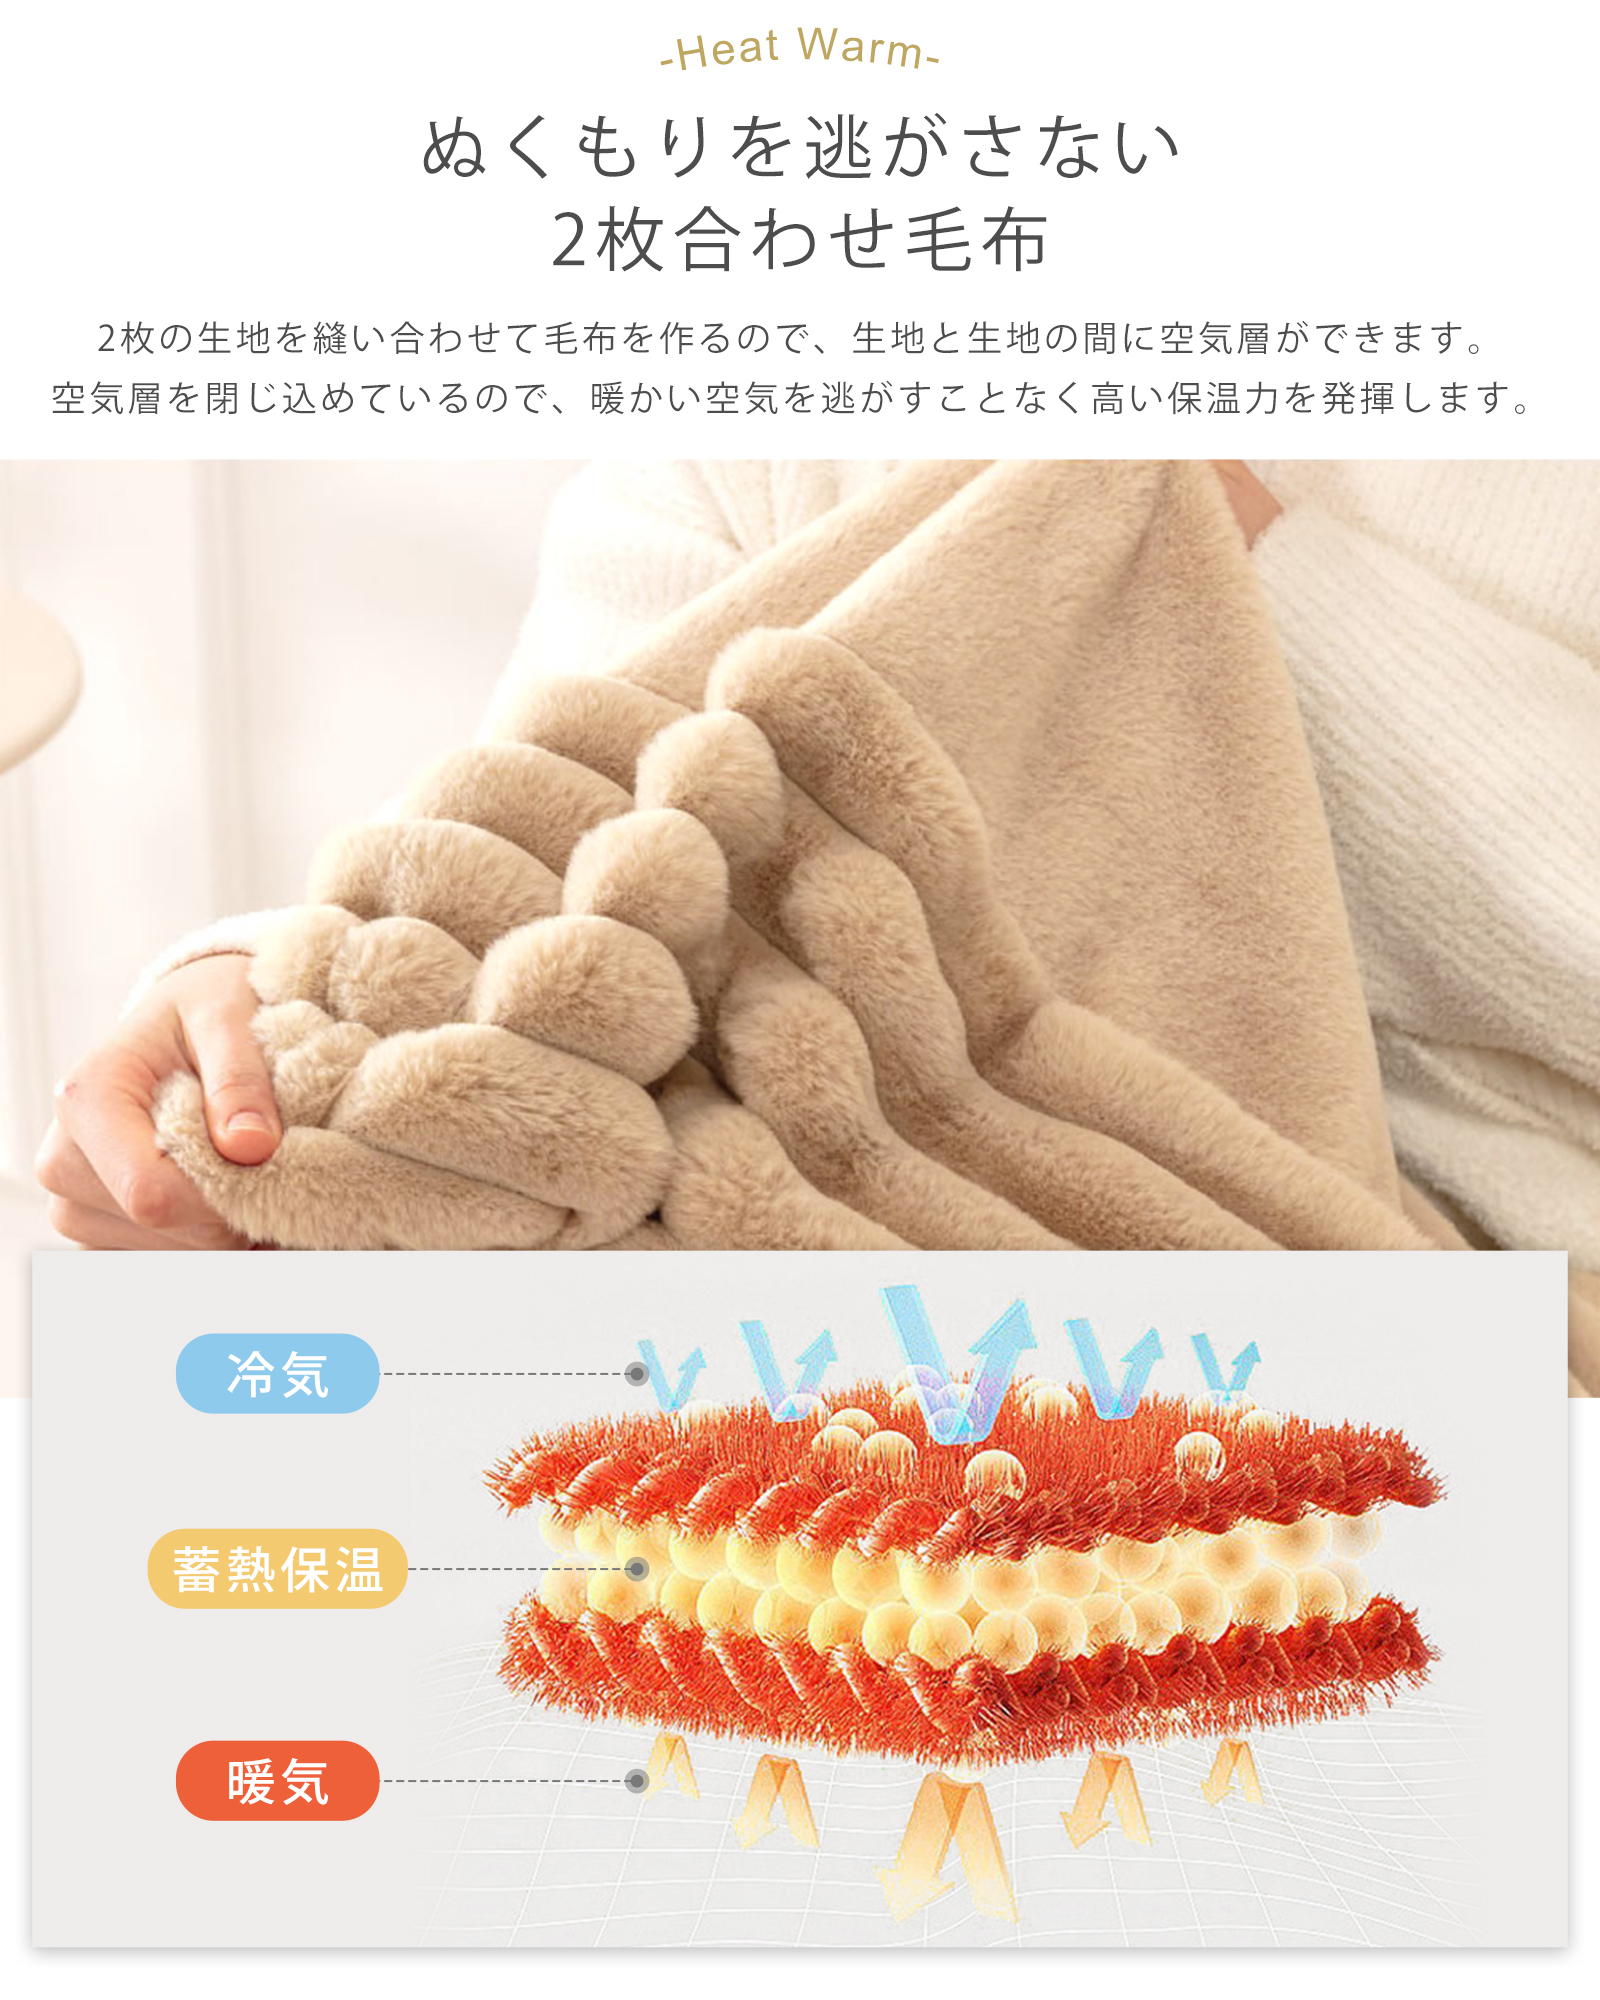 -Heat Warm-
ぬくもりを逃がさない
2枚合わせ毛布
2枚の生地を縫い合わせて毛布を作るので、生地と生地の間に空気層ができます。
空気層を閉じ込めているので、暖かい空気を逃がすことなく高い保温力を発揮します。
冷気
蓄熱保温
暖気